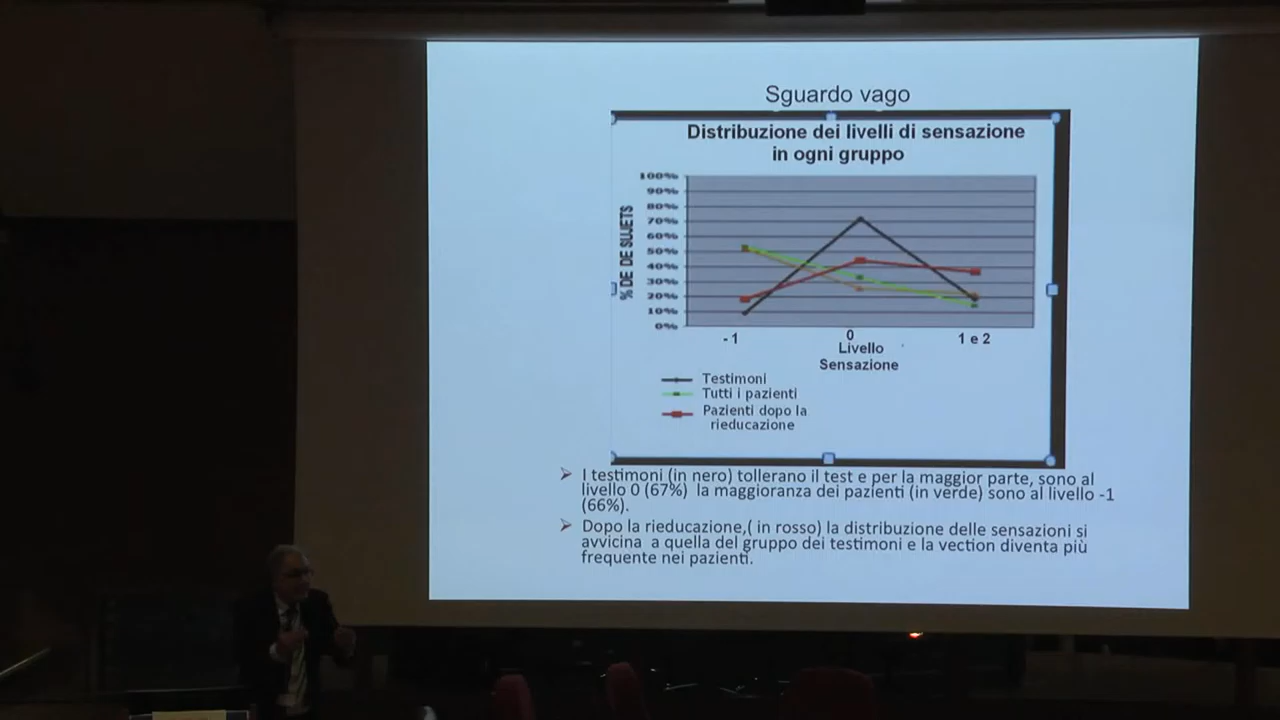 Sguardo vago
Distribuzione dei livelli di sensazione
in ogni gruppo
% DE DE SUJETS
100%
90%
80%
70%
60%
50%
40%
30%
20%
10%
0%
- 1
0
1 e 2
Livello
Sensazione
Testimoni
Tutti i pazienti
Pazienti dopo la
rieducazione
➢ I testimoni (in nero) tollerano il test e per la maggior parte, sono al
livello 0 (67%) la maggioranza dei pazienti (in verde) sono al livello -1
(66%).
➢ Dopo la rieducazione,( in rosso) la distribuzione delle sensazioni si
avvicina a quella del gruppo dei testimoni e la vection diventa più
frequente nei pazienti.